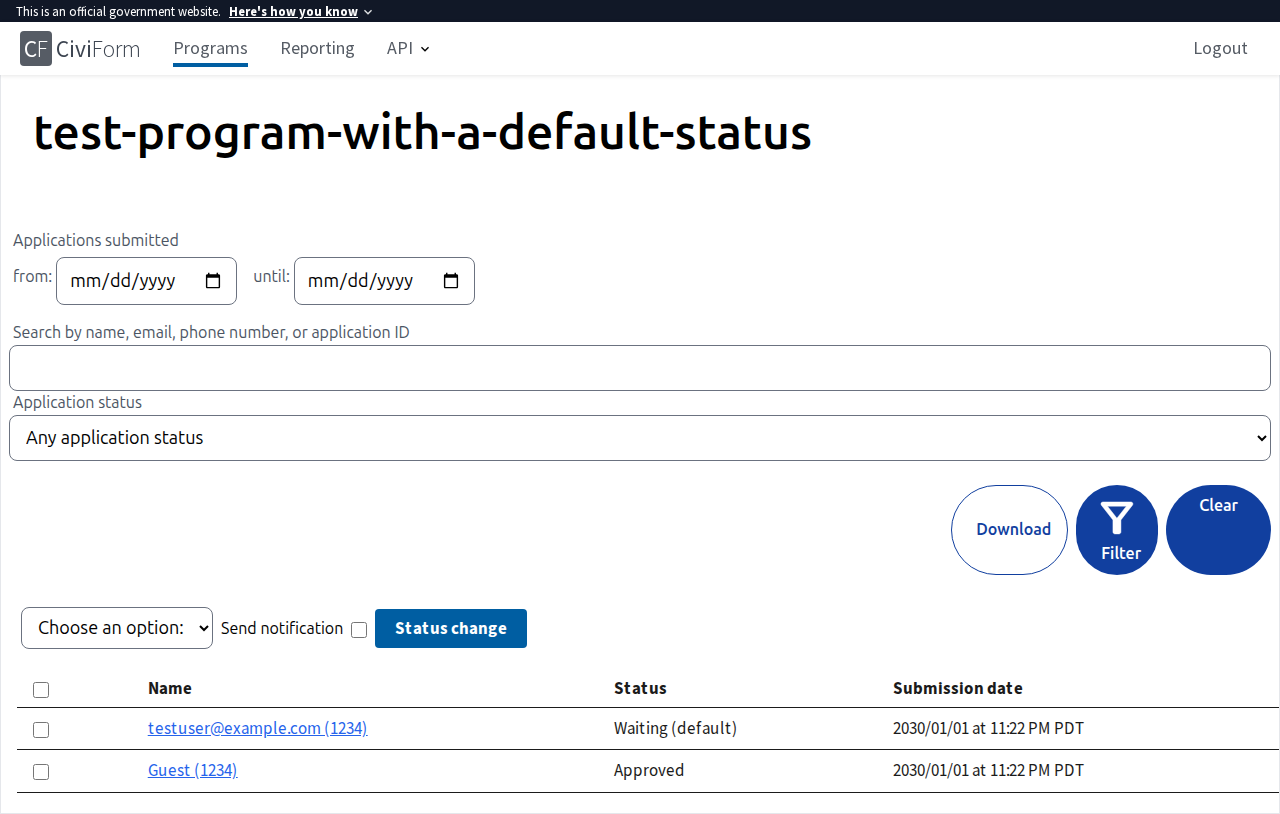 This is an official government website. Here's how you know
CF CiviForm Programs Reporting API Logout
test-program-with-a-default-status
Applications submitted
from: mm/dd/yyyy until: mm/dd/yyyy
Search by name, email, phone number, or application ID
Application status
Any application status
Download Filter Clear
Choose an option: Send notification Status change
Name Status Submission date
testuser@example.com (1234) Waiting (default) 2030/01/01 at 11:22 PM PDT
Guest (1234) Approved 2030/01/01 at 11:22 PM PDT